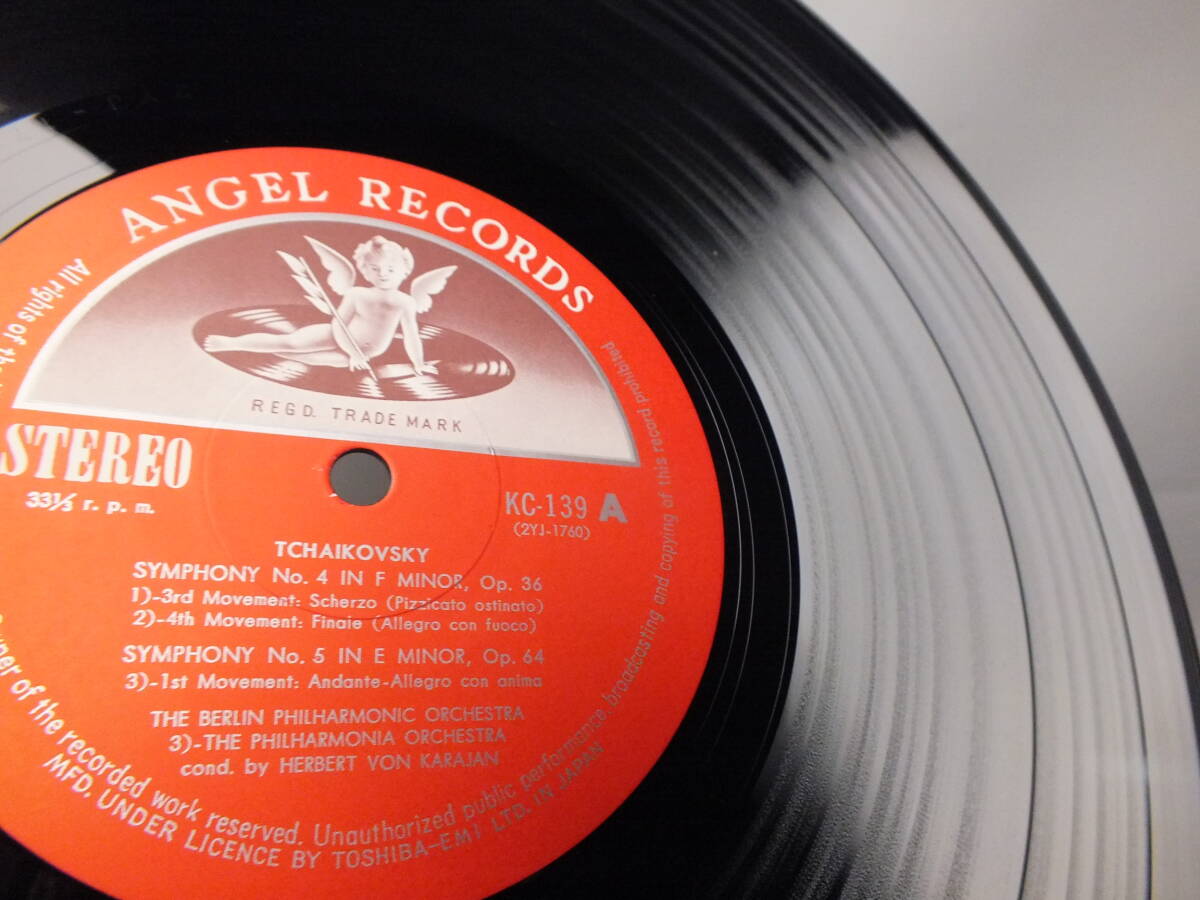 ANGEL RECORDS
REGD. TRADE MARK
STEREO
33⅓ r. p. m.
KC-139 A
(2YJ-1760)
TCHAIKOVSKY
SYMPHONY No. 4 IN F MINOR, Op. 36
1)-3rd Movement: Scherzo (Pizzicato ostinato)
2)-4th Movement: Finale (Allegro con fuoco)
SYMPHONY No. 5 IN E MINOR, Op. 64
3)-1st Movement: Andante-Allegro con anima
THE BERLIN PHILHARMONIC ORCHESTRA
3)-THE PHILHARMONIA ORCHESTRA
cond. by HERBERT VON KARAJAN
All rights of the
of the recorded work reserved. Unauthorized public performance, broadcasting and copying of this record prohibited
MFD. UNDER LICENCE BY TOSHIBA-EMI LTD. IN JAPAN